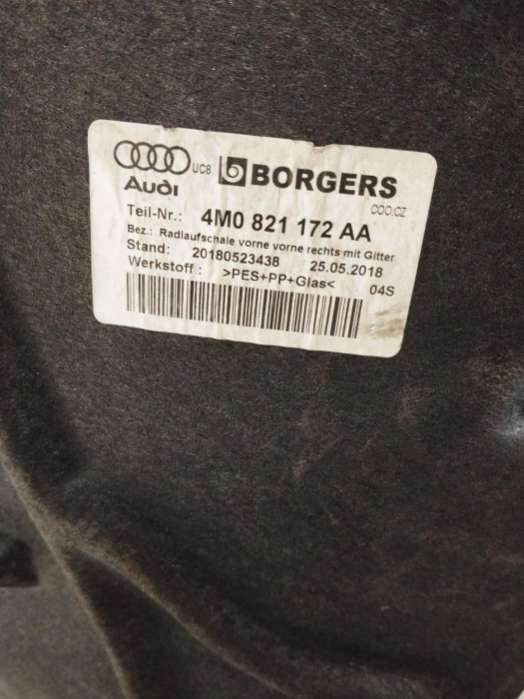 Audi UC8 BORGERS
COO:CZ
Teil-Nr.: 4M0 821 172 AA
Bez.: Radlaufschale vorne vorne rechts mit Gitter
Stand: 20180523438 25.05.2018
Werkstoff : >PES+PP+Glas< 04S